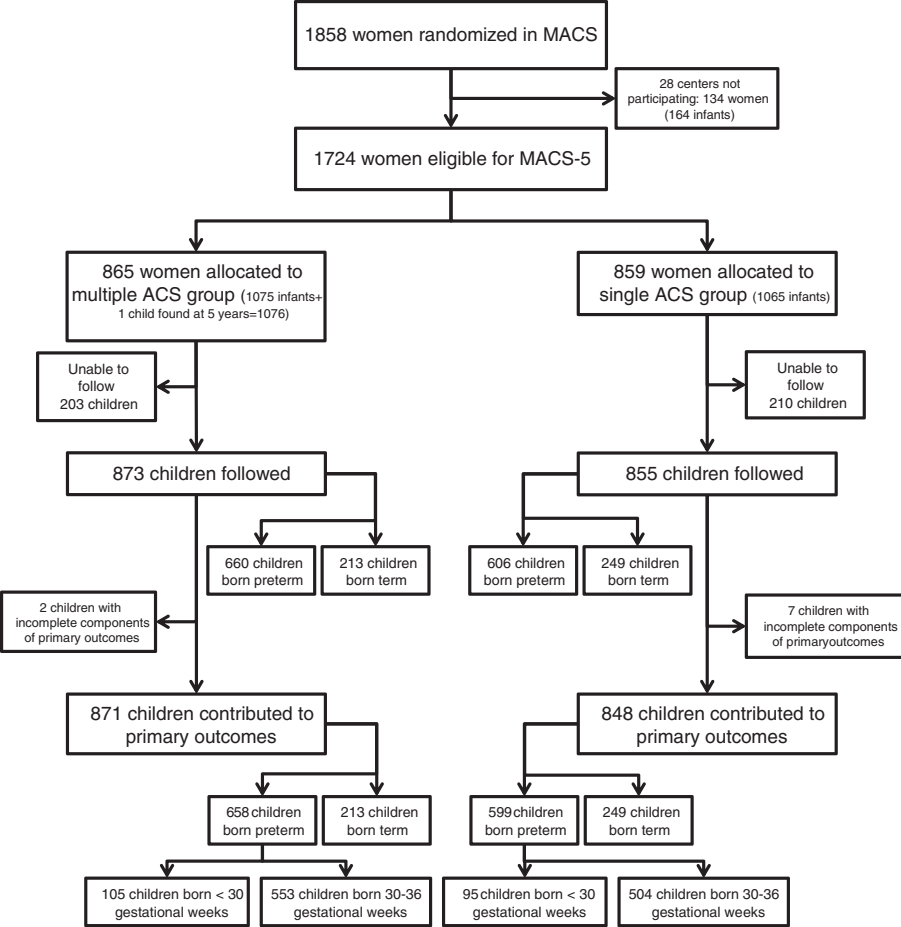 1858 women randomized in MACS
28 centers not
participating: 134 women
(164 infants)
1724 women eligible for MACS-5
865 women allocated to
multiple ACS group (1075 infants+
1 child found at 5 years=1076)
859 women allocated to
single ACS group (1065 infants)
Unable to
follow
203 children
Unable to
follow
210 children
873 children followed
855 children followed
660 children
born preterm
213 children
born term
606 children
born preterm
249 children
born term
2 children with
incomplete components
of primary outcomes
7 children with
incomplete components
of primaryoutcomes
871 children contributed to
primary outcomes
848 children contributed to
primary outcomes
658children
born preterm
213 children
born term
599children
born preterm
249 children
born term
105 children born < 30
gestational weeks
553 children born 30-36
gestational weeks
95children born < 30
gestational weeks
504 children born 30-36
gestational weeks